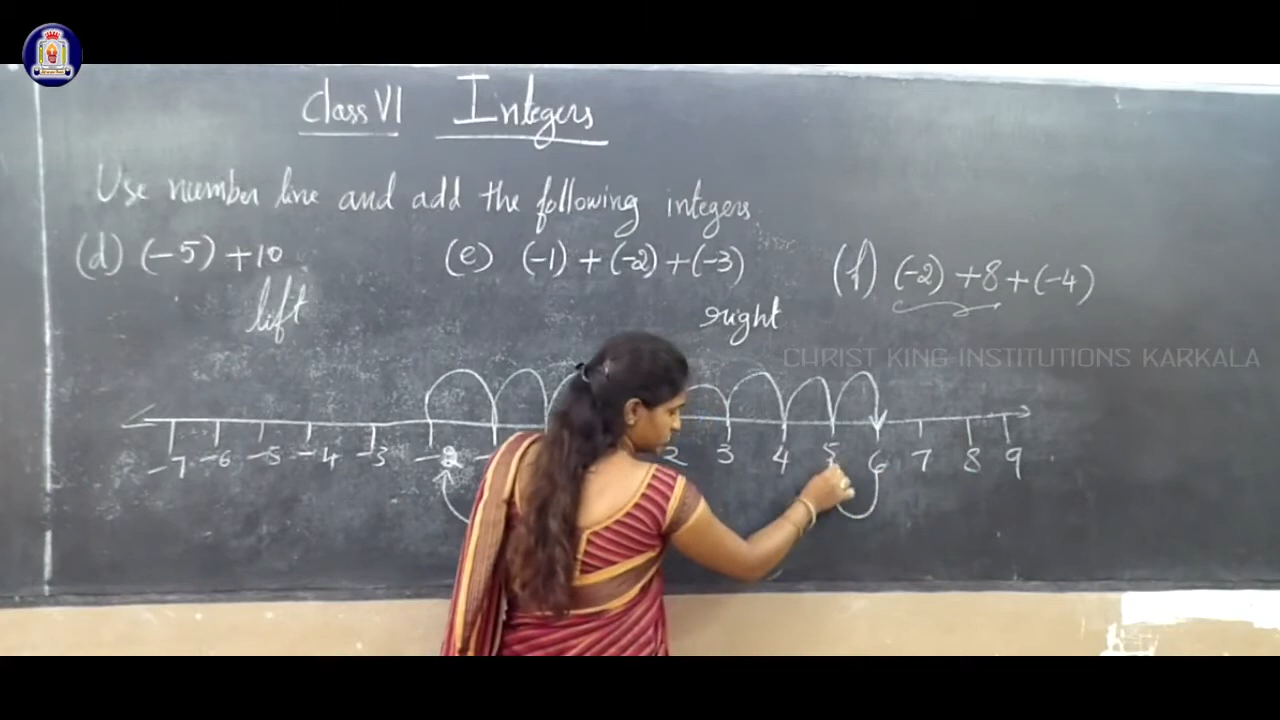 Class VI Integers
Use number line and add the following integers
(d) (-5) +10 (e) (-1) + (-2) + (-3) (f) (-2) +8 + (-4)
left right
CHRIST KING INSTITUTIONS KARKALA
-7 -6 -5 -4 -3 2 3 4 5 6 7 8 9